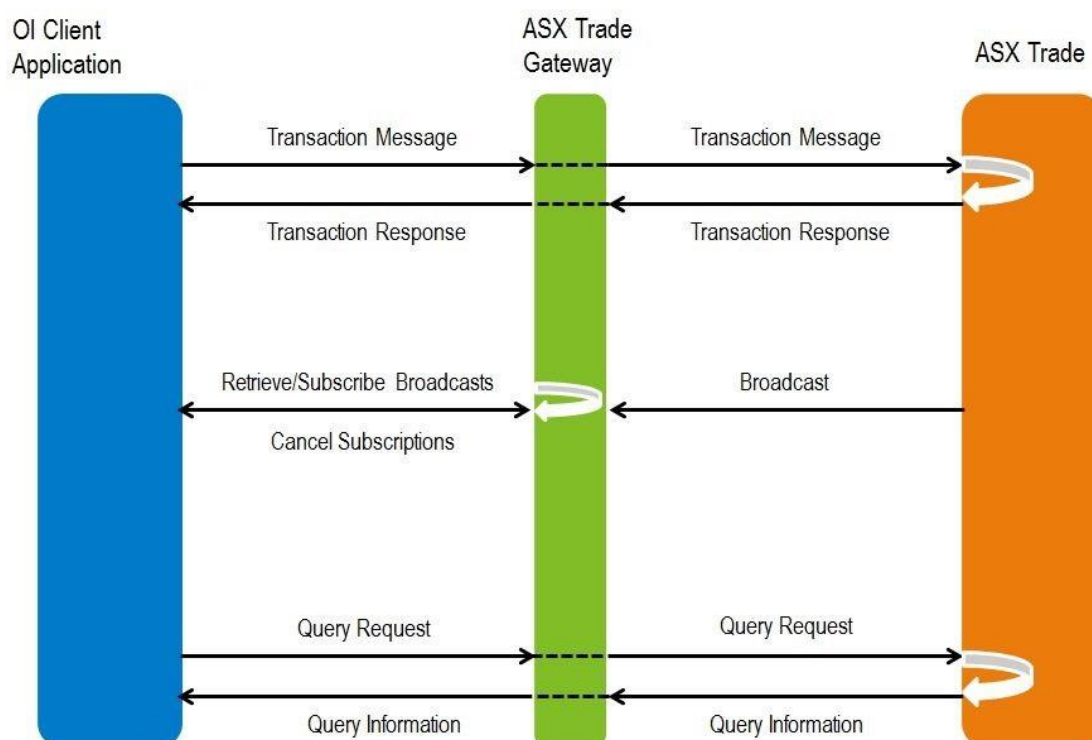 OI Client
Application
ASX Trade
Gateway
ASX Trade
Transaction Message
Transaction Message
Transaction Response
Transaction Response
Retrieve/Subscribe Broadcasts
Broadcast
Cancel Subscriptions
Query Request
Query Request
Query Information
Query Information